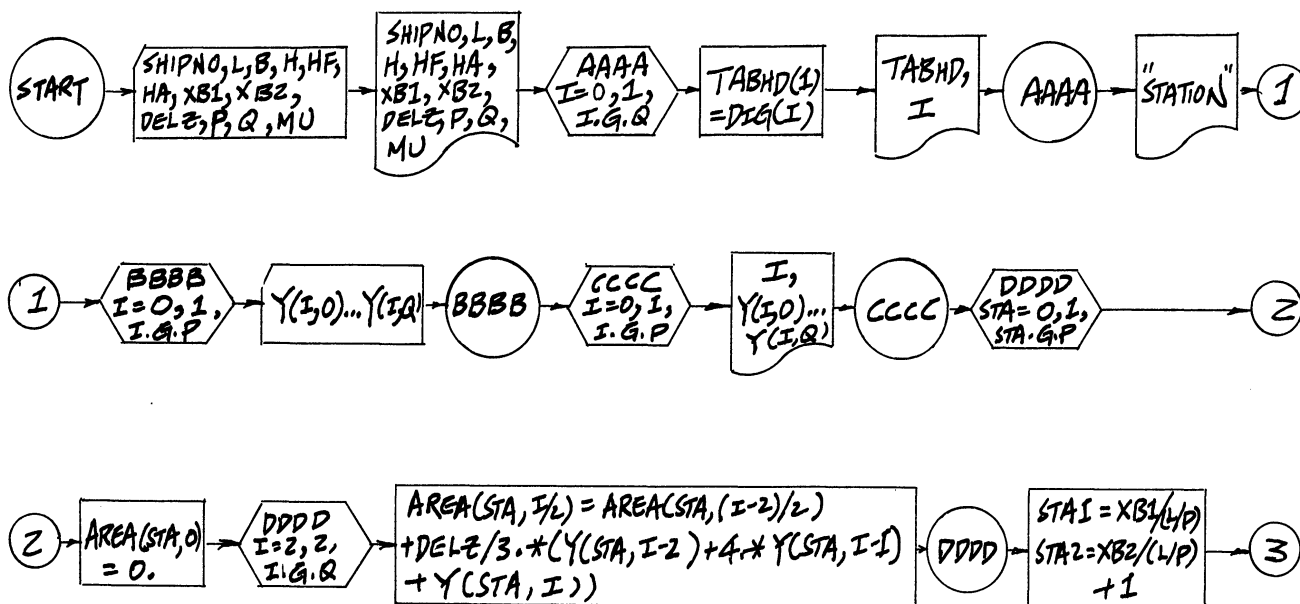 START
SHIPNO, L, B, H, HF,
HA, XB1, XB2,
DELZ, P, Q, MU
SHIPNO, L, B,
H, HF, HA,
XB1, XB2,
DELZ, P, Q,
MU
AAAA
I=0, 1,
I.G.Q
TABHD(1)
=DIG(I)
TABHD,
I
AAAA
"STATION"
1
1
BBBB
I=0, 1,
I.G.P
Y(I,0)...Y(I,Q)
BBBB
CCCC
I=0, 1,
I.G.P
I,
Y(I,0)...
Y(I,Q)
CCCC
DDDD
STA=0,1,
STA.G.P
2
2
AREA(STA,0)
=0.
DDDD
I=2, 2,
I.G.Q
AREA(STA, I/2) = AREA(STA,(I-2)/2)
+DELZ/3.*(Y(STA,I-2)+4.*Y(STA,I-1)
+Y(STA,I))
DDDD
STA1=XB1/(L/P)
STA2=XB2/(L/P)
+1
3